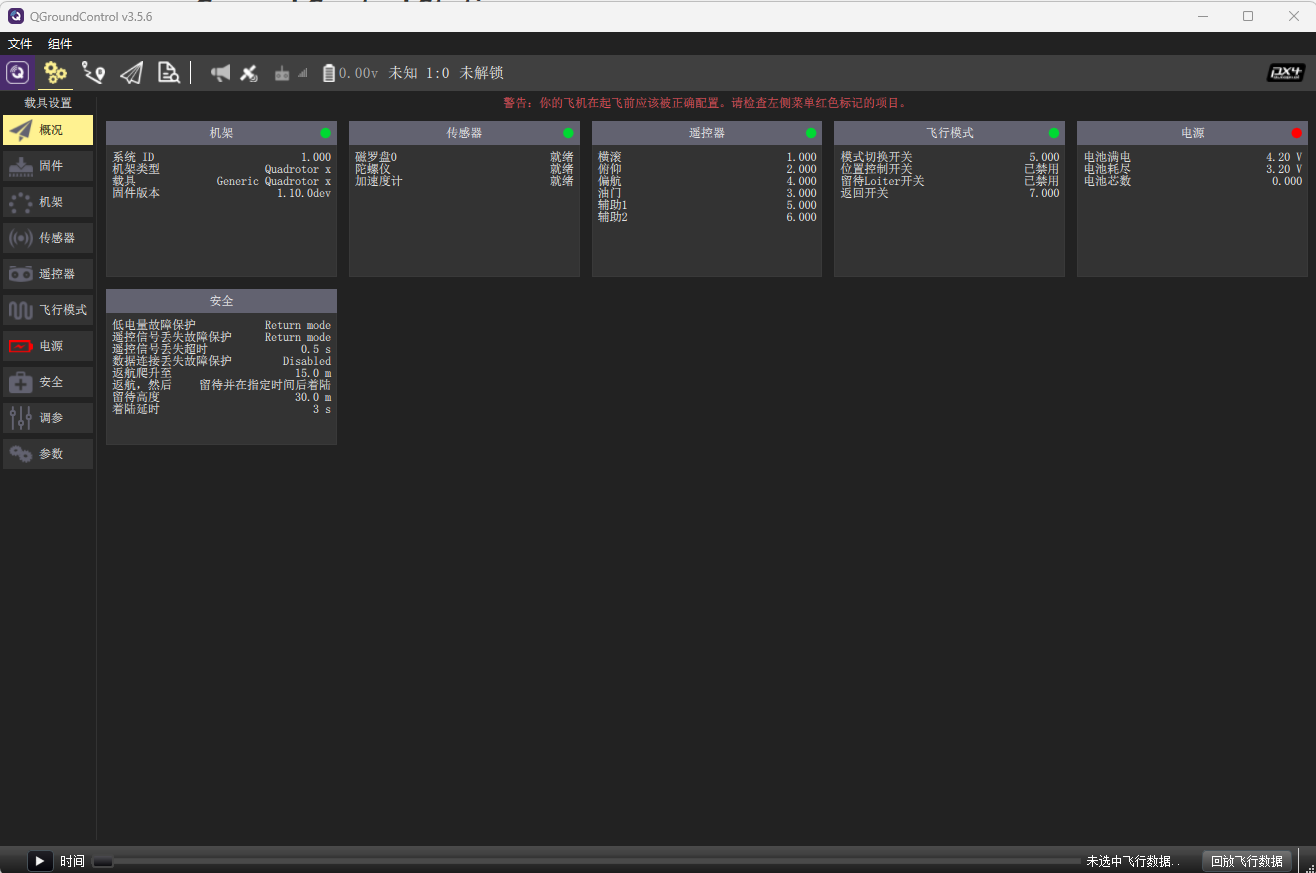 QGroundControl v3.5.6
文件 组件
0.00v 未知 1:0 未解锁
PX4
载具设置
警告: 你的飞机在起飞前应该被正确配置。请检查左侧菜单红色标记的项目。
概况
固件
机架
传感器
遥控器
飞行模式
电源
安全
调参
参数
机架
系统 ID 1.000
机架类型 Quadrotor x
载具 Generic Quadrotor x
固件版本 1.10.0dev
传感器
磁罗盘0 就绪
陀螺仪 就绪
加速度计 就绪
遥控器
横滚 1.000
俯仰 2.000
偏航 4.000
油门 3.000
辅助1 5.000
辅助2 6.000
飞行模式
模式切换开关 5.000
位置控制开关 已禁用
留待Loiter开关 已禁用
返回开关 7.000
电源
电池满电 4.20 V
电池耗尽 3.20 V
电池芯数 0.000
安全
低电量故障保护 Return mode
遥控信号丢失故障保护 Return mode
遥控信号丢失超时 0.5 s
数据连接丢失故障保护 Disabled
返航爬升至 15.0 m
返航，然后 留待并在指定时间后着陆
留待高度 30.0 m
着陆延时 3 s
时间 未选中飞行数据.. 回放飞行数据